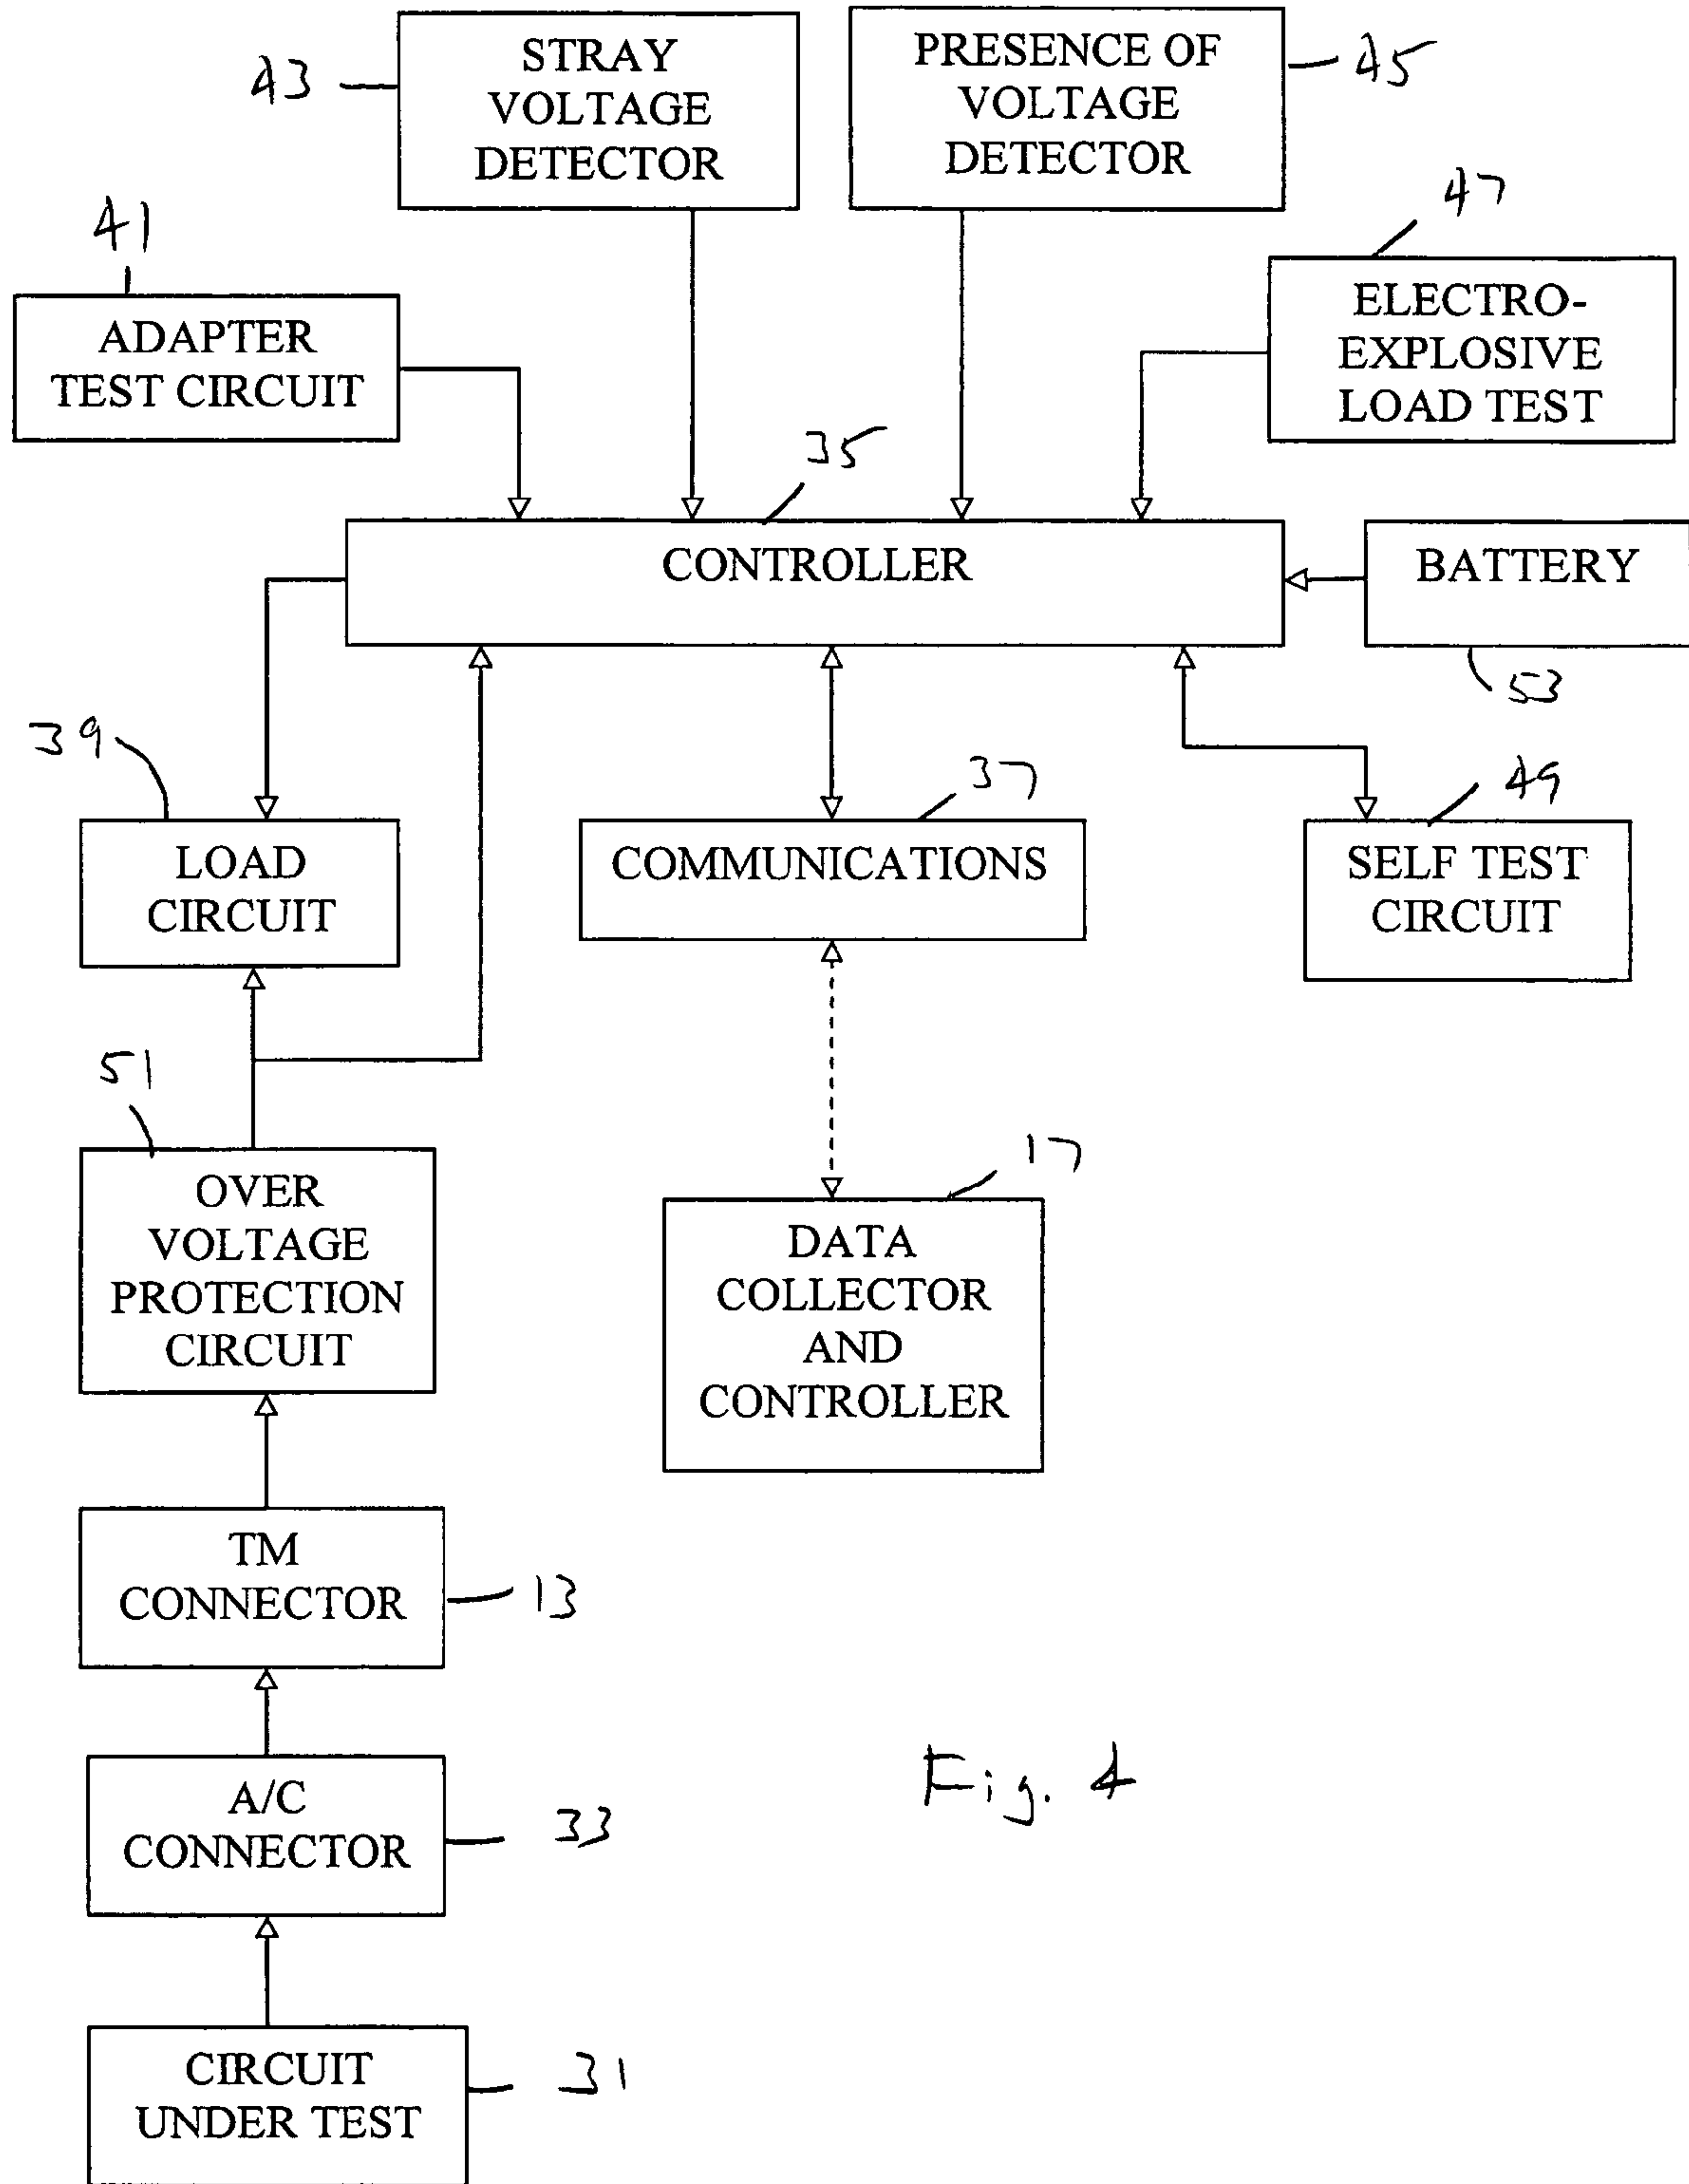 43
STRAY
VOLTAGE
DETECTOR
PRESENCE OF
VOLTAGE
DETECTOR
45
41
ADAPTER
TEST CIRCUIT
47
ELECTRO-
EXPLOSIVE
LOAD TEST
35
CONTROLLER
BATTERY
53
39
LOAD
CIRCUIT
37
COMMUNICATIONS
49
SELF TEST
CIRCUIT
51
OVER
VOLTAGE
PROTECTION
CIRCUIT
17
DATA
COLLECTOR
AND
CONTROLLER
TM
CONNECTOR
13
A/C
CONNECTOR
33
Fig. 4
CIRCUIT
UNDER TEST
31